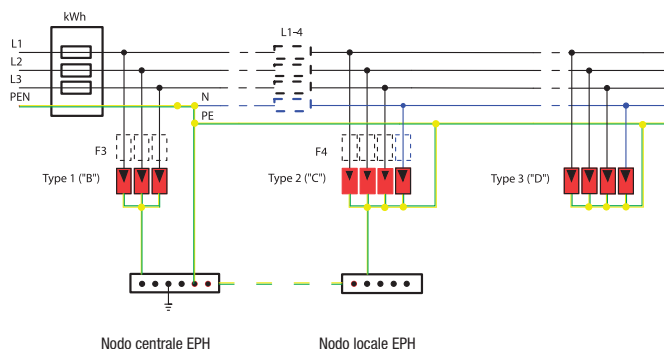 kWh
L1
L1-4
L2
L3
PEN
N
PE
F3
F4
Type 1 ("B")
Type 2 ("C")
Type 3 ("D")
Nodo centrale EPH
Nodo locale EPH